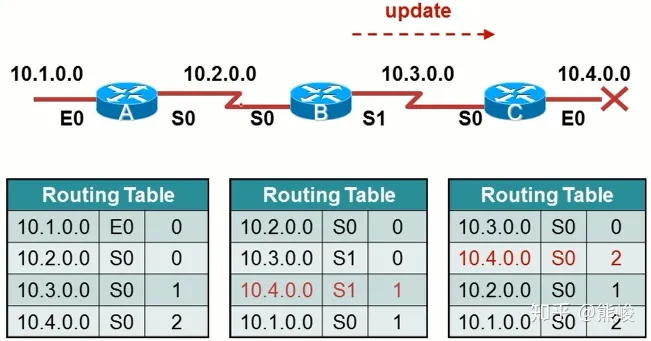 update
10.1.0.0 10.2.0.0 10.3.0.0 10.4.0.0
A B C
E0 S0 S0 S1 S0 E0
Routing Table
10.1.0.0 E0 0
10.2.0.0 S0 0
10.3.0.0 S0 1
10.4.0.0 S0 2
Routing Table
10.2.0.0 S0 0
10.3.0.0 S1 0
10.4.0.0 S1 1
10.1.0.0 S0 1
Routing Table
10.3.0.0 S0 0
10.4.0.0 S0 2
10.2.0.0 S0 1
10.1.0.0 S0 2
知乎 @熊峻